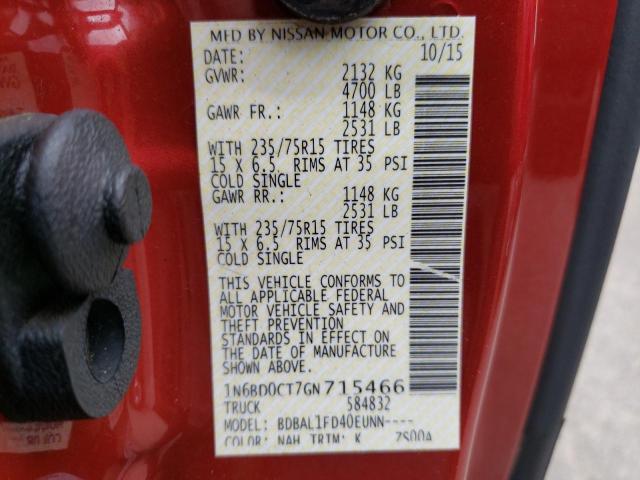 MFD BY NISSAN MOTOR CO., LTD.
DATE: 10/15
GVWR: 2132 KG
4700 LB
GAWR FR.: 1148 KG
2531 LB
WITH 235/75R15 TIRES
15 X 6.5 RIMS AT 35 PSI
COLD SINGLE
GAWR RR.: 1148 KG
2531 LB
WITH 235/75R15 TIRES
15 X 6.5 RIMS AT 35 PSI
COLD SINGLE
THIS VEHICLE CONFORMS TO
ALL APPLICABLE FEDERAL
MOTOR VEHICLE SAFETY AND
THEFT PREVENTION
STANDARDS IN EFFECT ON
THE DATE OF MANUFACTURE
SHOWN ABOVE.
1N6BD0CT7GN715466
TRUCK 584832
MODEL: BDBAL1FD40EUNN----
COLOR: NAH TRIM: K 7S00A